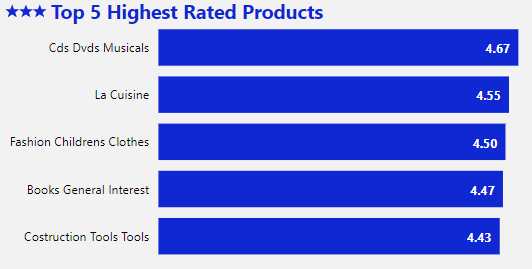 ★★★ Top 5 Highest Rated Products
Cds Dvds Musicals 4.67
La Cuisine 4.55
Fashion Childrens Clothes 4.50
Books General Interest 4.47
Costruction Tools Tools 4.43